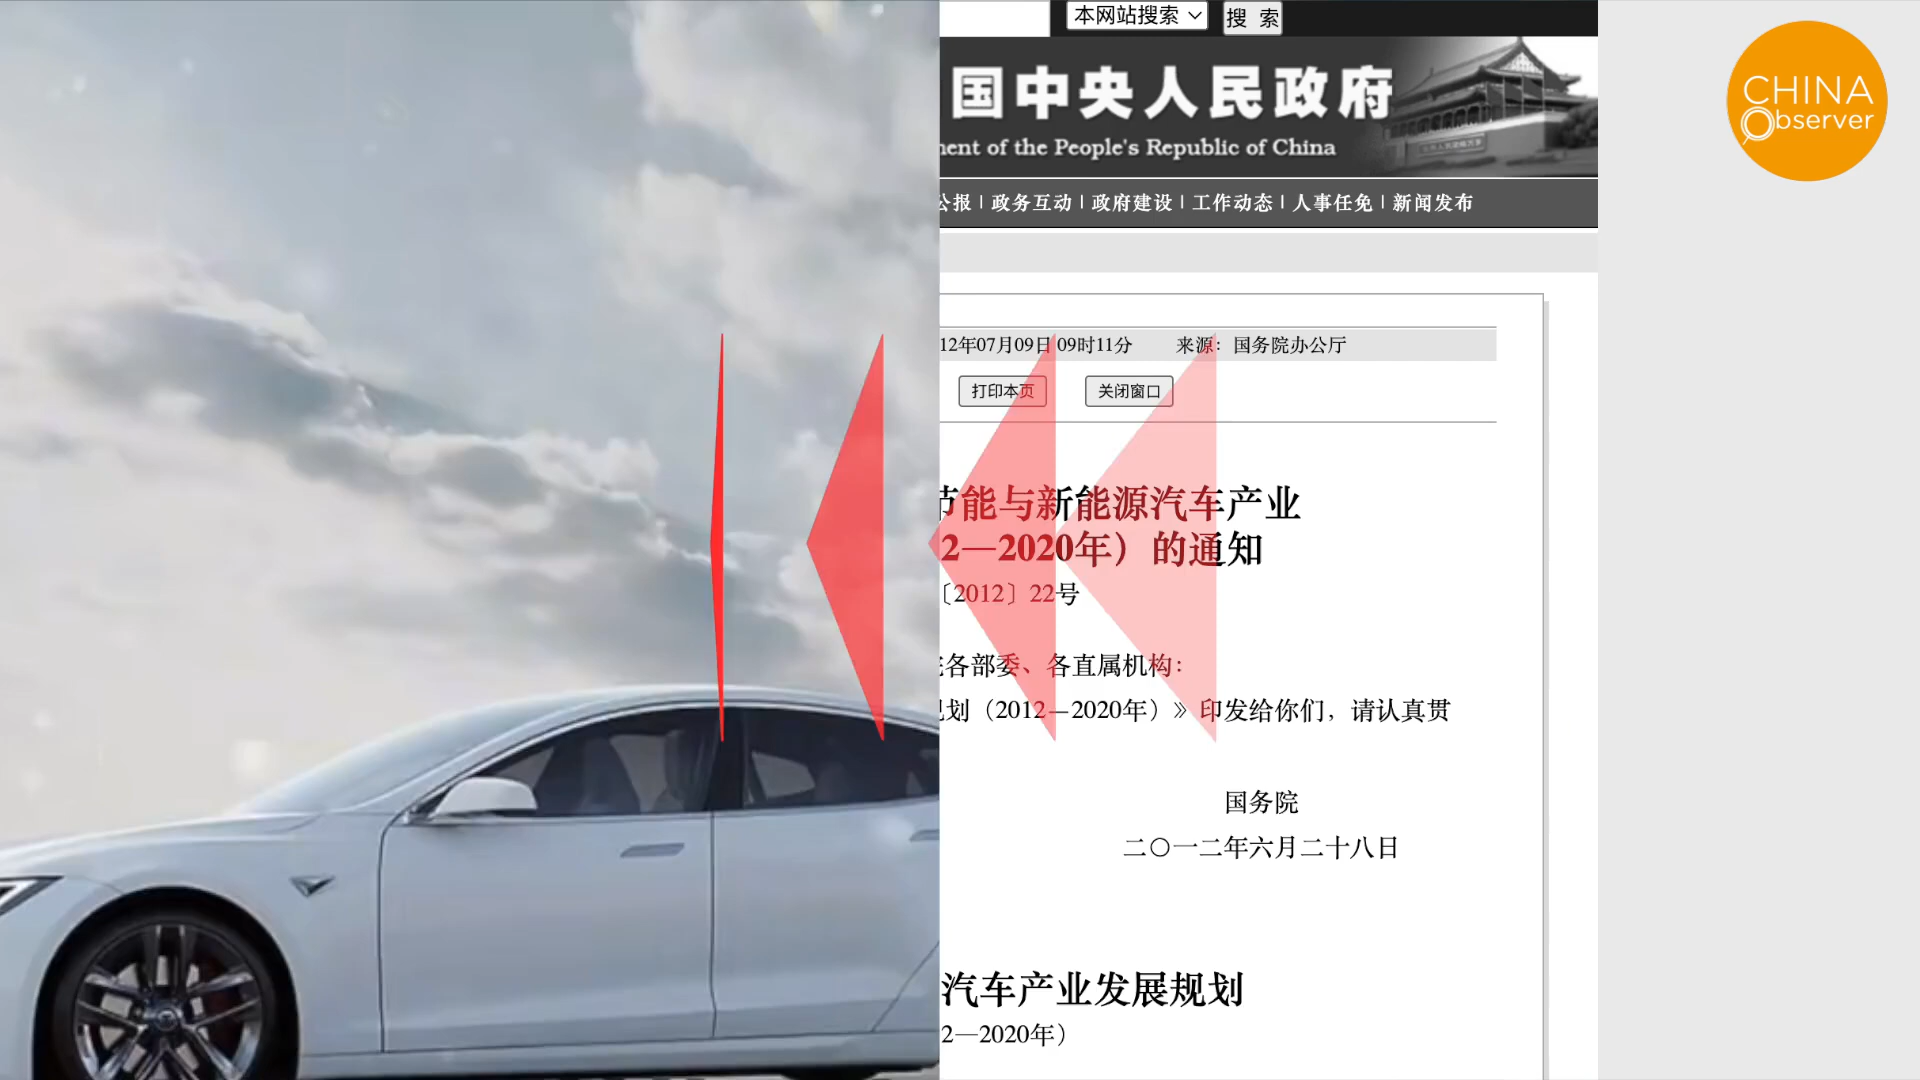 本网站搜索 搜 索
CHINA
Observer
国中央人民政府
ent of the People's Republic of China
公报 | 政务互动 | 政府建设 | 工作动态 | 人事任免 | 新闻发布
12年07月09日 09时11分 来源：国务院办公厅
打印本页 关闭窗口
节能与新能源汽车产业
2—2020年）的通知
〔2012〕22号
各部委、各直属机构：
划（2012—2020年）》印发给你们，请认真贯
国务院
二〇一二年六月二十八日
汽车产业发展规划
2—2020年）